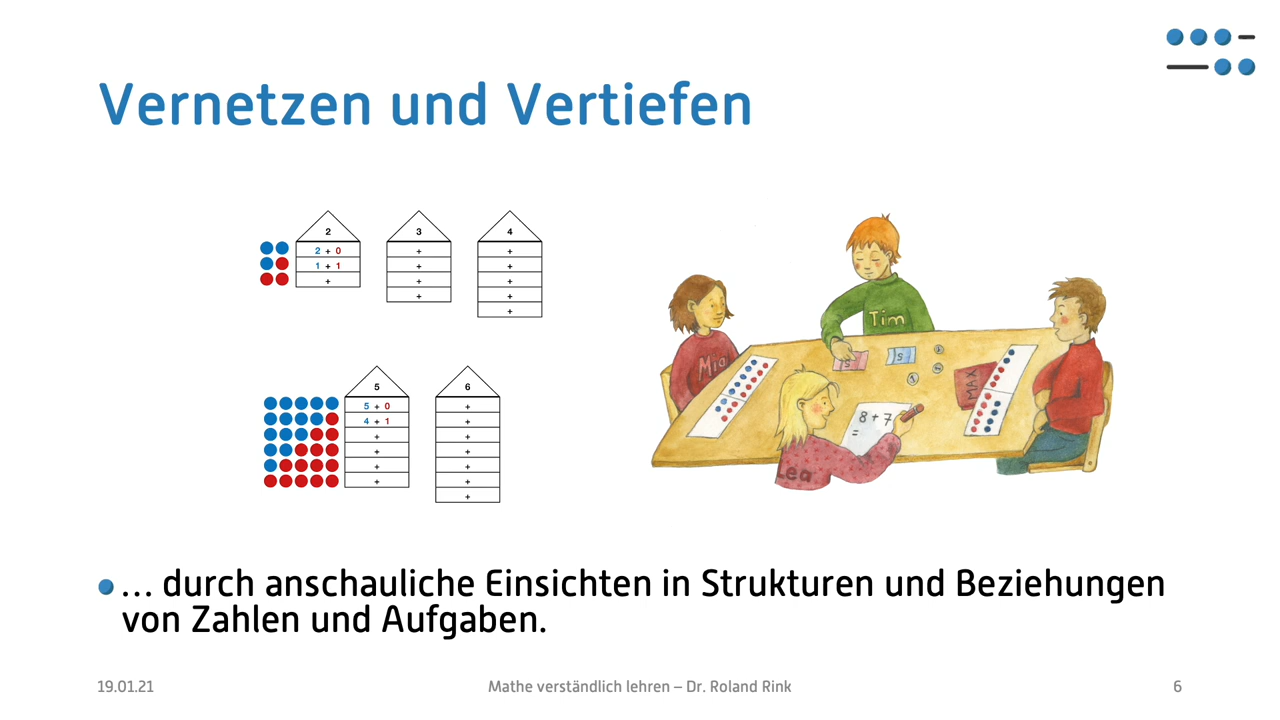 Vernetzen und Vertiefen
2
2 + 0
1 + 1
+
3
+
+
+
+
4
+
+
+
+
+
5
5 + 0
4 + 1
+
+
+
+
6
+
+
+
+
+
+
+
Tim
Mia
5
5
MAX
8 + 7
=
Lea
... durch anschauliche Einsichten in Strukturen und Beziehungen
von Zahlen und Aufgaben.
19.01.21
Mathe verständlich lehren – Dr. Roland Rink
6